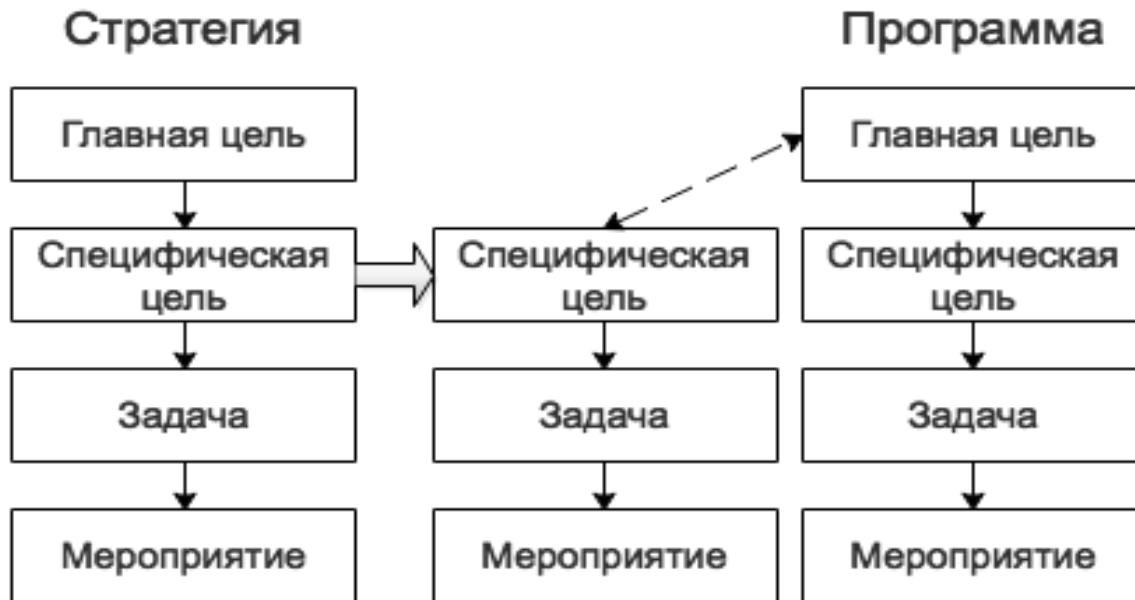 Стратегия
Программа
Главная цель
Главная цель
Специфическая
цель
Специфическая
цель
Специфическая
цель
Задача
Задача
Задача
Мероприятие
Мероприятие
Мероприятие